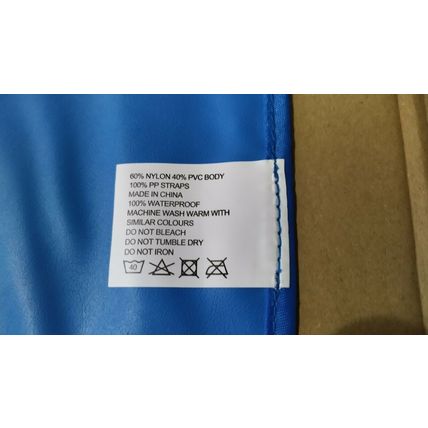 60% NYLON 40% PVC BODY
100% PP STRAPS
MADE IN CHINA
100% WATERPROOF
MACHINE WASH WARM WITH
SIMILAR COLOURS
DO NOT BLEACH
DO NOT TUMBLE DRY
DO NOT IRON
40